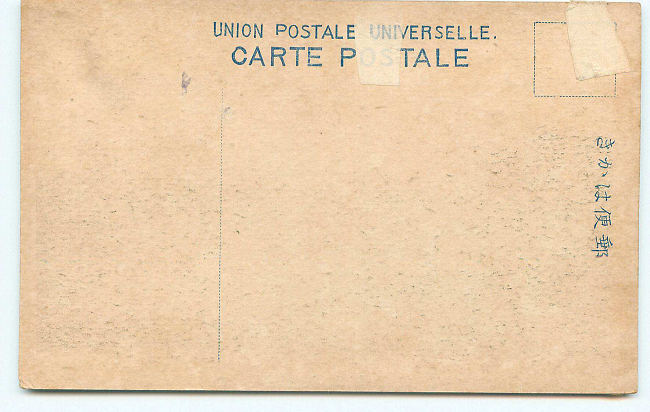 UNION POSTALE UNIVERSELLE.
CARTE POSTALE
郵便はかき